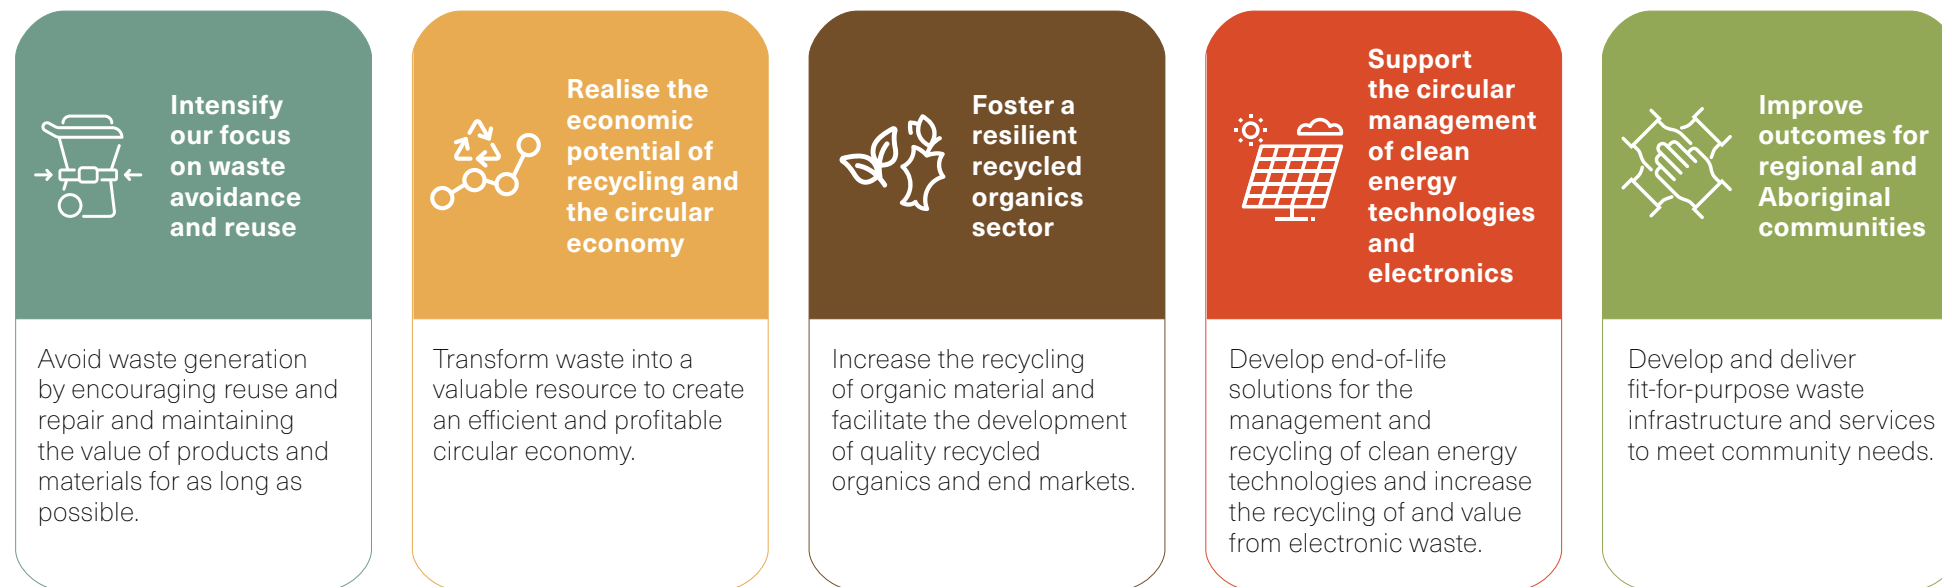 Intensify
our focus
on waste
avoidance
and reuse
Avoid waste generation
by encouraging reuse and
repair and maintaining
the value of products and
materials for as long as
possible.
Realise the
economic
potential of
recycling and
the circular
economy
Transform waste into a
valuable resource to create
an efficient and profitable
circular economy.
Foster a
resilient
recycled
organics
sector
Increase the recycling
of organic material and
facilitate the development
of quality recycled
organics and end markets.
Support
the circular
management
of clean
energy
technologies
and
electronics
Develop end-of-life
solutions for the
management and
recycling of clean energy
technologies and increase
the recycling of and value
from electronic waste.
Improve
outcomes for
regional and
Aboriginal
communities
Develop and deliver
fit-for-purpose waste
infrastructure and services
to meet community needs.